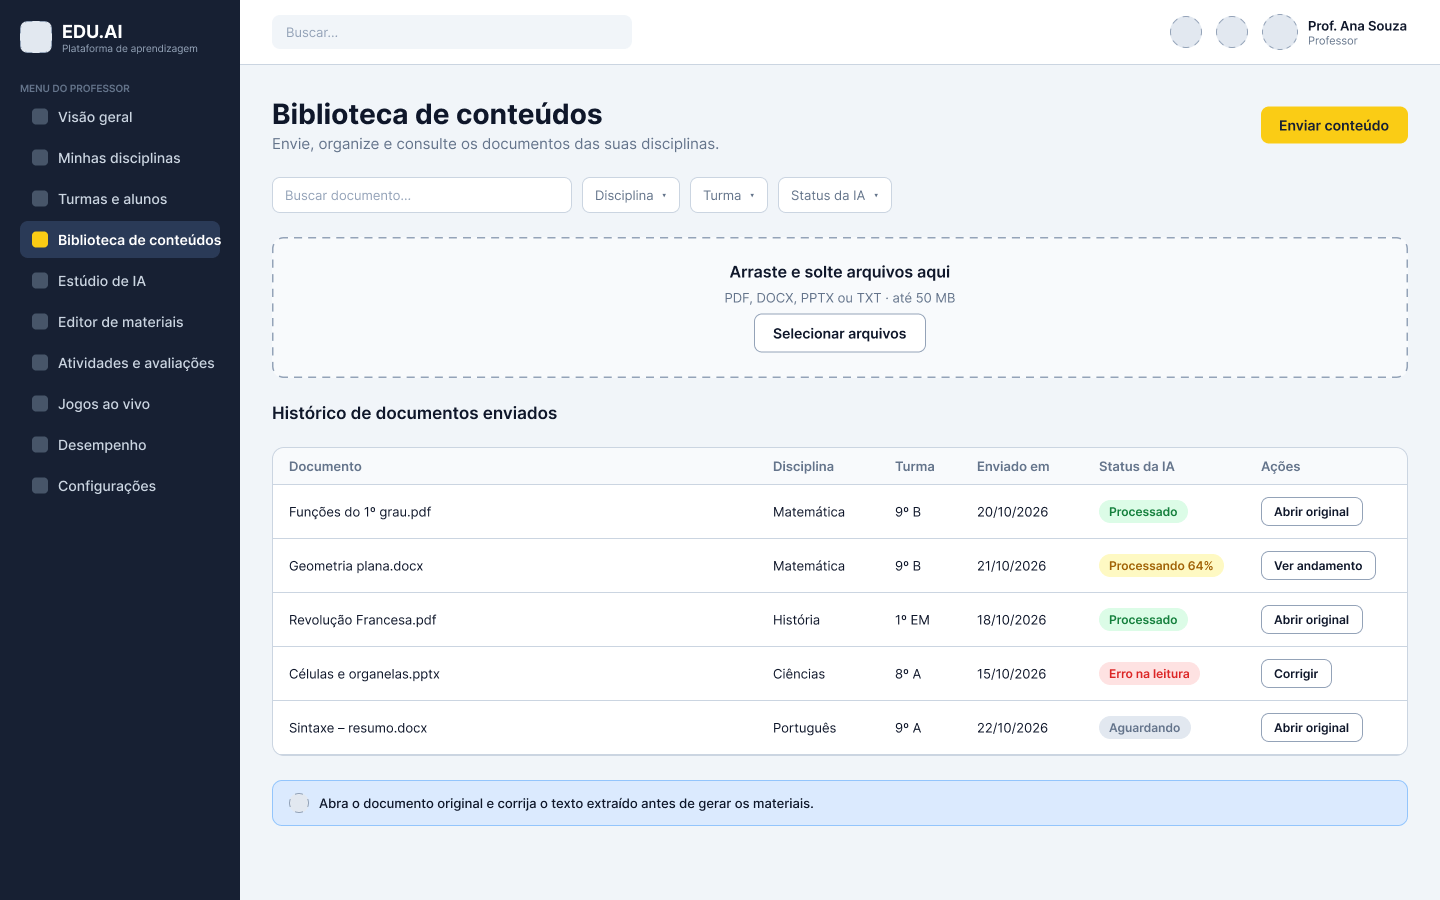 EDU.AI
Plataforma de aprendizagem
MENU DO PROFESSOR
Visão geral
Minhas disciplinas
Turmas e alunos
Biblioteca de conteúdos
Estúdio de IA
Editor de materiais
Atividades e avaliações
Jogos ao vivo
Desempenho
Configurações
Buscar...
Prof. Ana Souza
Professor
Biblioteca de conteúdos
Envie, organize e consulte os documentos das suas disciplinas.
Enviar conteúdo
Buscar documento...
Disciplina
Turma
Status da IA
Arraste e solte arquivos aqui
PDF, DOCX, PPTX ou TXT · até 50 MB
Selecionar arquivos
Histórico de documentos enviados
Documento Disciplina Turma Enviado em Status da IA Ações
Funções do 1º grau.pdf Matemática 9º B 20/10/2026 Processado Abrir original
Geometria plana.docx Matemática 9º B 21/10/2026 Processando 64% Ver andamento
Revolução Francesa.pdf História 1º EM 18/10/2026 Processado Abrir original
Células e organelas.pptx Ciências 8º A 15/10/2026 Erro na leitura Corrigir
Sintaxe – resumo.docx Português 9º A 22/10/2026 Aguardando Abrir original
Abra o documento original e corrija o texto extraído antes de gerar os materiais.